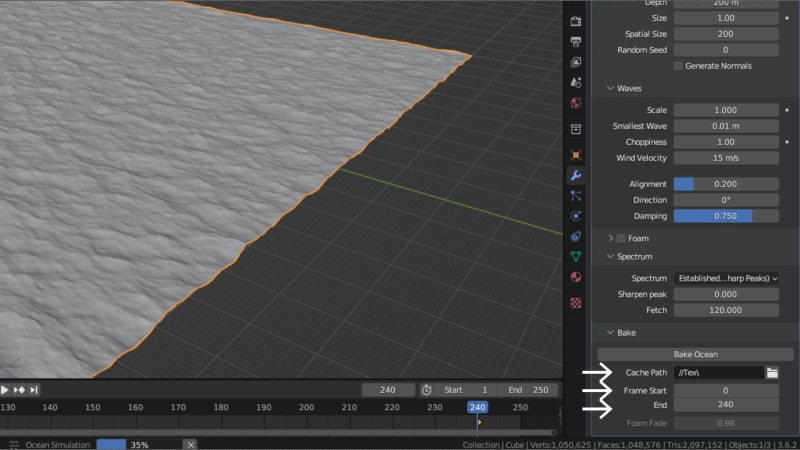 Depth 200 m
Size 1.00
Spatial Size 200
Random Seed 0
Generate Normals
Waves
Scale 1.000
Smallest Wave 0.01 m
Choppiness 1.00
Wind Velocity 15 m/s
Alignment 0.200
Direction 0°
Damping 0.750
Foam
Spectrum
Spectrum Established...harp Peaks)
Sharpen peak 0.000
Fetch 120.000
Bake
Bake Ocean
Cache Path //Tex\
Frame Start 0
End 240
Foam Fade 0.98
240 Start 1 End 250
130 140 150 160 170 180 190 200 210 220 230 240 250
Ocean Simulation 35% Collection | Cube | Verts:1,050,625 | Faces:1,048,576 | Tris:2,097,152 | Objects:1/3 | 3.6.2